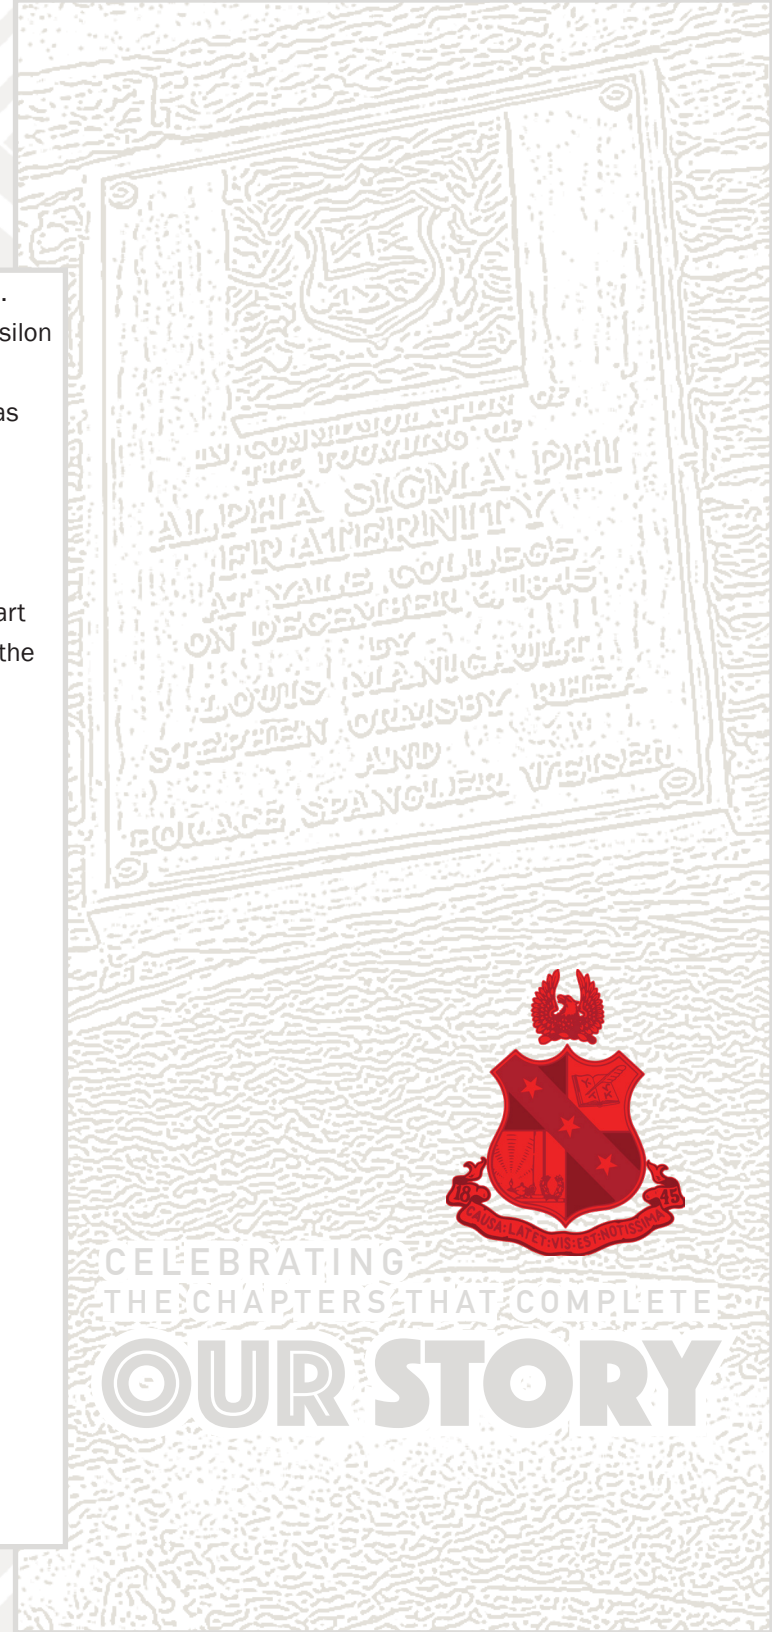 .
silon
as
art
the
IN COMMEMORATION OF
THE FOUNDING OF
ALPHA SIGMA PHI
FRATERNITY
AT YALE COLLEGE
ON DECEMBER 6, 1845
BY
LOUIS MANIGAULT
STEPHEN ORMSBY RHEA
AND
HORACE SPANGLER WEISER
18 45
CAUSA:LATET:VIS:EST:NOTISSIMA
CELEBRATING
THE CHAPTERS THAT COMPLETE
OUR STORY